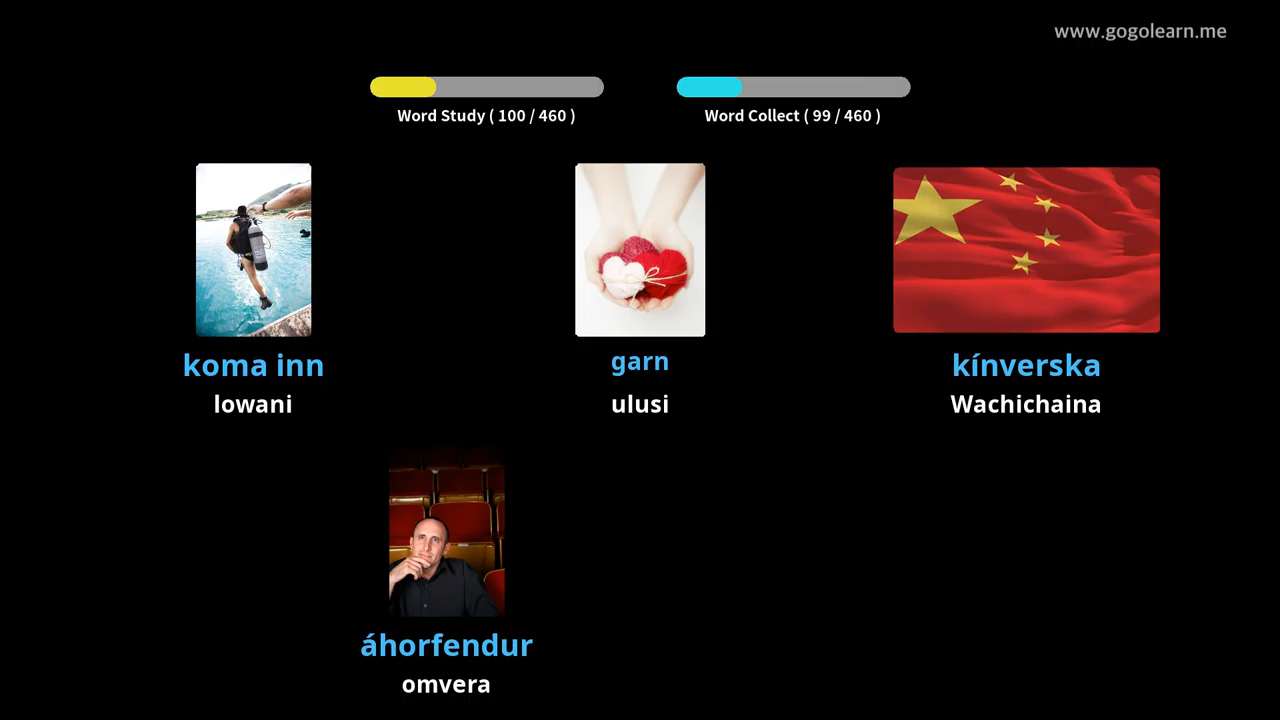 www.gogolearn.me
Word Study ( 100 / 460 )
Word Collect ( 99 / 460 )
koma inn
lowani
garn
ulusi
kínverska
Wachichaina
áhorfendur
omvera